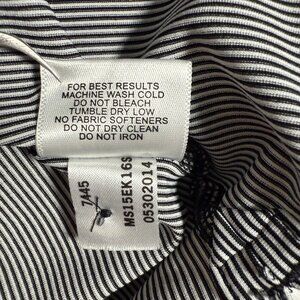 FOR BEST RESULTS
MACHINE WASH COLD
DO NOT BLEACH
TUMBLE DRY LOW
NO FABRIC SOFTENERS
DO NOT DRY CLEAN
DO NOT IRON
7445
MS15EK16S
05302014